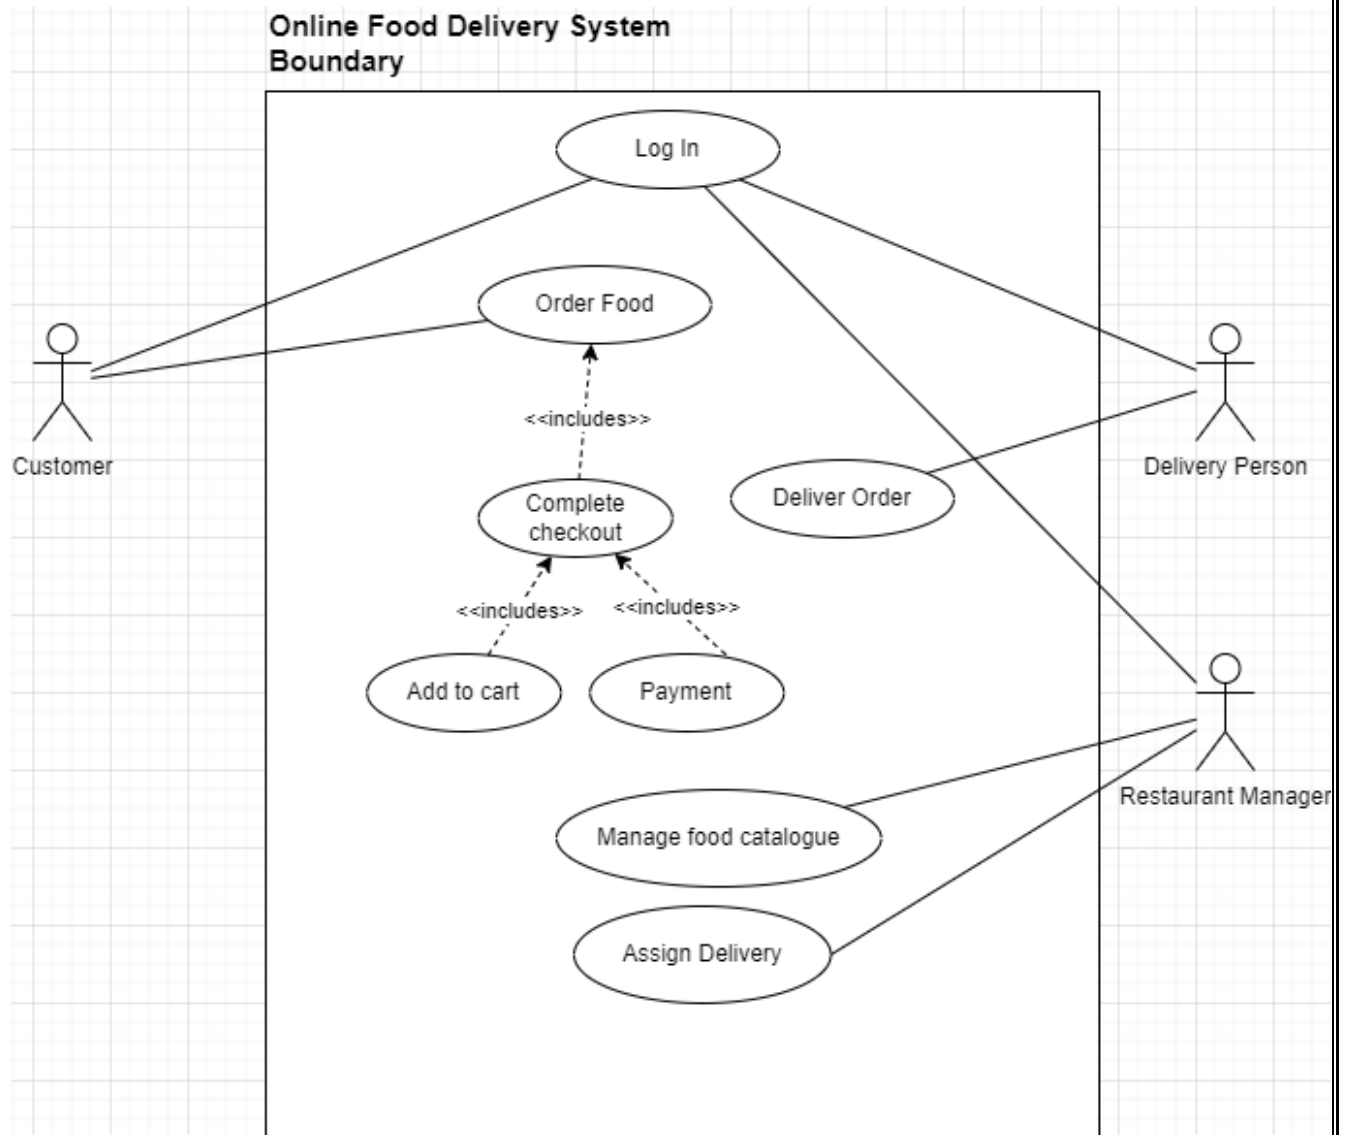 Online Food Delivery System
Boundary
Log In
Order Food
<<includes>>
Customer
Delivery Person
Complete
checkout
Deliver Order
<<includes>>
<<includes>>
Add to cart
Payment
Restaurant Manager
Manage food catalogue
Assign Delivery